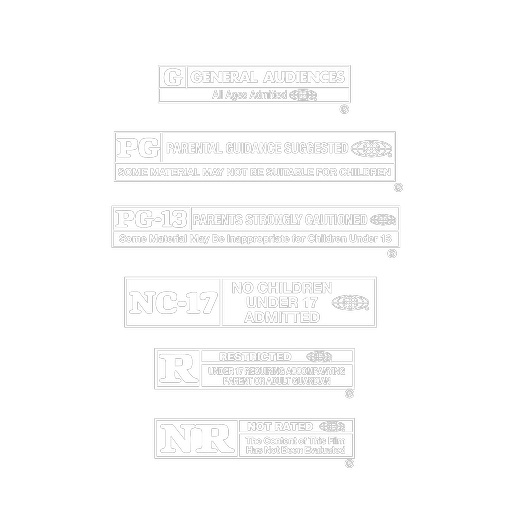 G GENERAL AUDIENCES
All Ages Admitted
®
PG PARENTAL GUIDANCE SUGGESTED
®
SOME MATERIAL MAY NOT BE SUITABLE FOR CHILDREN
®
PG-13 PARENTS STRONGLY CAUTIONED
Some Material May Be Inappropriate for Children Under 13
®
NC-17
NO CHILDREN
UNDER 17
ADMITTED
R
RESTRICTED
UNDER 17 REQUIRES ACCOMPANYING
PARENT OR ADULT GUARDIAN
®
NR
NOT RATED
The Content of This Film
Has Not Been Evaluated
®